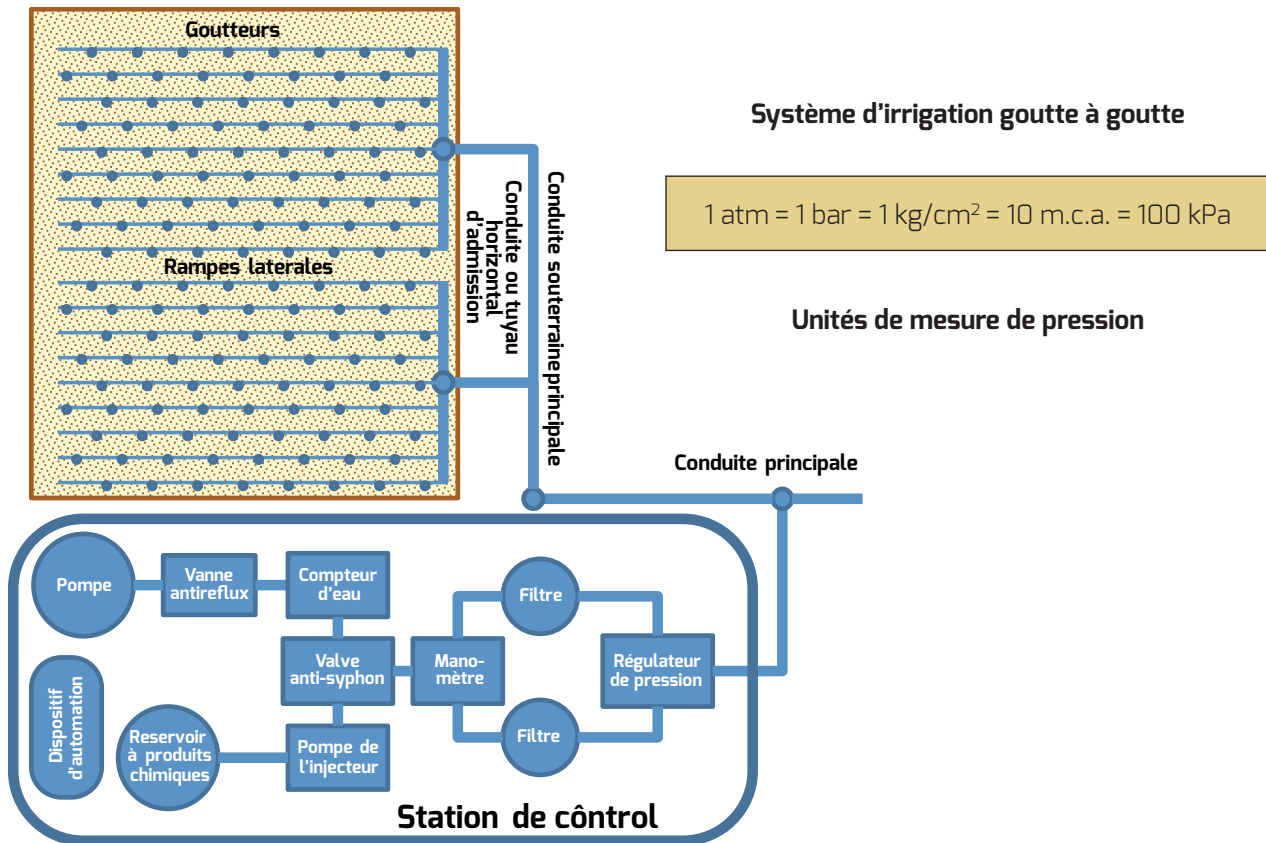 Goutteurs
Rampes laterales
Conduite ou tuyau
horizontal
d'admission
Conduite souterraine principale
Système d'irrigation goutte à goutte
1 atm = 1 bar = 1 kg/cm² = 10 m.c.a. = 100 kPa
Unités de mesure de pression
Conduite principale
Pompe
Vanne
antireflux
Compteur
d'eau
Filtre
Valve
anti-syphon
Mano-
mètre
Régulateur
de pression
Dispositif
d'automation
Reservoir
à produits
chimiques
Pompe de
l'injecteur
Filtre
Station de côntrol